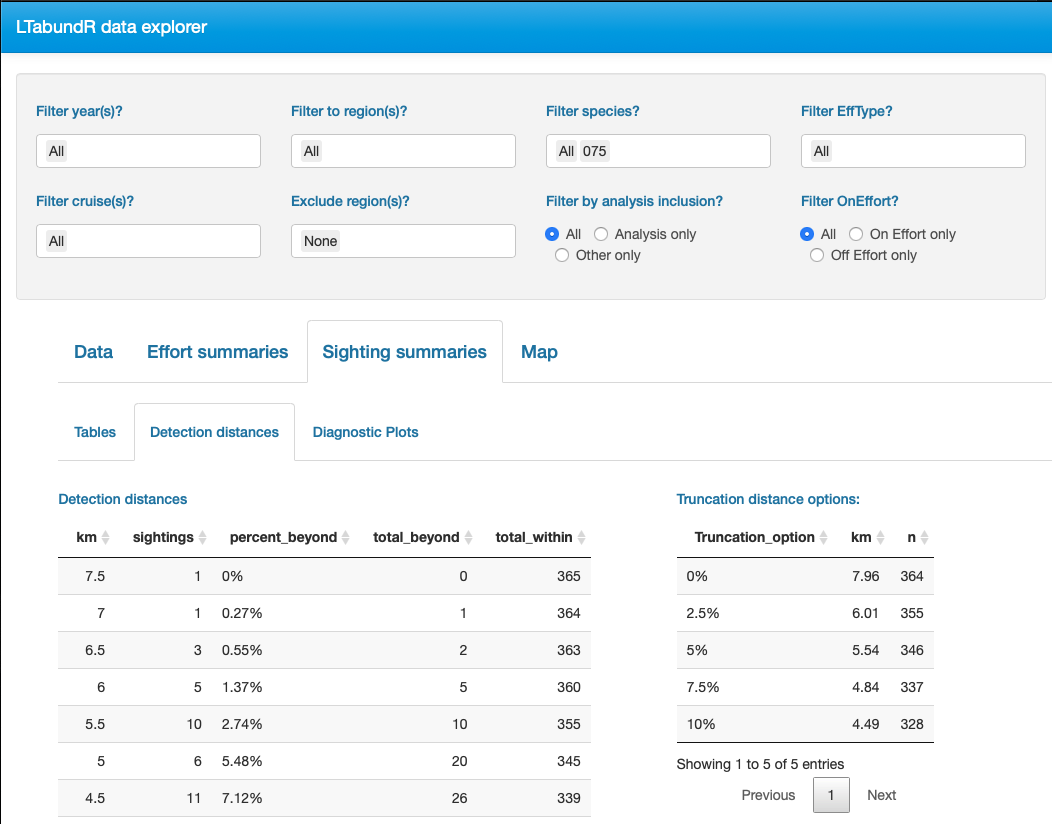 LTabundR data explorer
Filter year(s)? Filter to region(s)? Filter species? Filter EffType?
All All All 075 All
Filter cruise(s)? Exclude region(s)? Filter by analysis inclusion? Filter OnEffort?
All None All Analysis only All On Effort only
Other only Off Effort only
Data Effort summaries Sighting summaries Map
Tables Detection distances Diagnostic Plots
Detection distances
km sightings percent_beyond total_beyond total_within
7.5 1 0% 0 365
7 1 0.27% 1 364
6.5 3 0.55% 2 363
6 5 1.37% 5 360
5.5 10 2.74% 10 355
5 6 5.48% 20 345
4.5 11 7.12% 26 339
Truncation distance options:
Truncation_option km n
0% 7.96 364
2.5% 6.01 355
5% 5.54 346
7.5% 4.84 337
10% 4.49 328
Showing 1 to 5 of 5 entries
Previous 1 Next